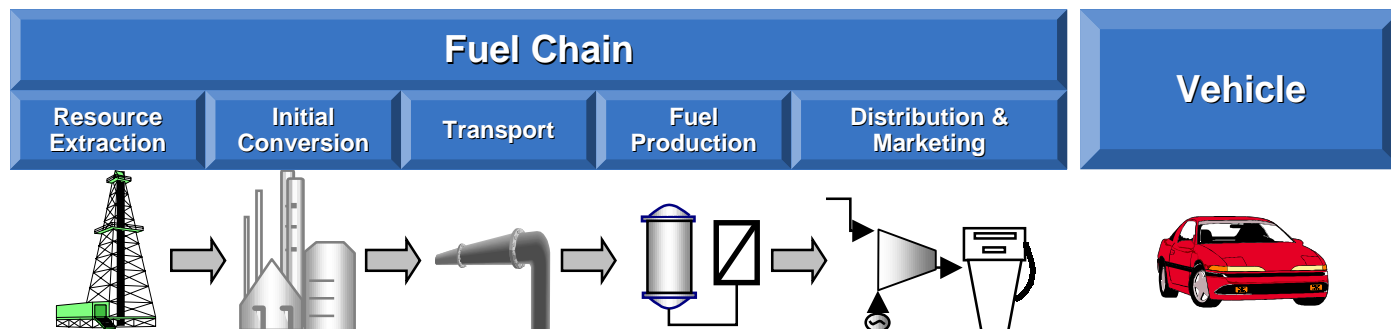 Fuel Chain
Vehicle
Resource
Extraction
Initial
Conversion
Transport
Fuel
Production
Distribution &
Marketing